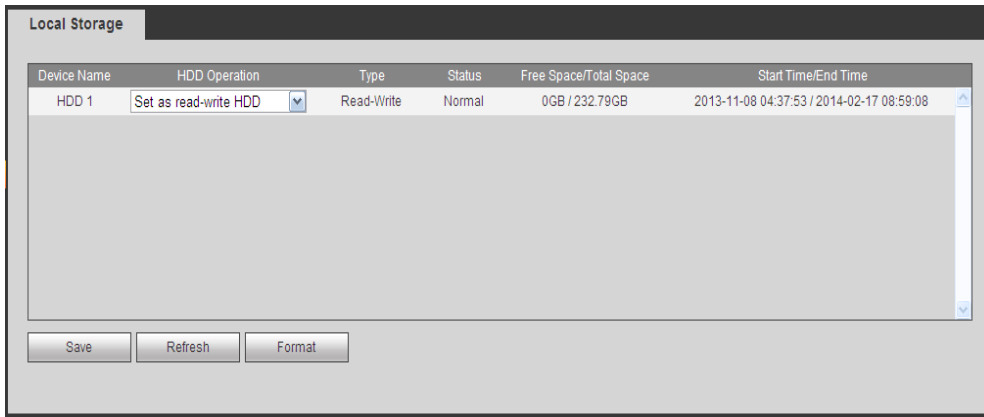 Local Storage
Device Name HDD Operation Type Status Free Space/Total Space Start Time/End Time
HDD 1 Set as read-write HDD Read-Write Normal 0GB / 232.79GB 2013-11-08 04:37:53 / 2014-02-17 08:59:08
Save Refresh Format